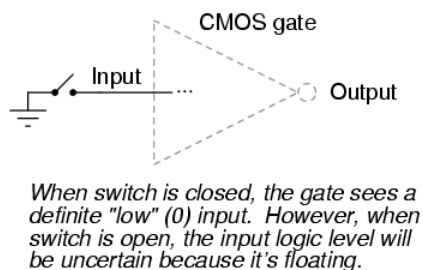 CMOS gate
Input
...
Output
When switch is closed, the gate sees a
definite "low" (0) input.  However, when
switch is open, the input logic level will
be uncertain because it's floating.